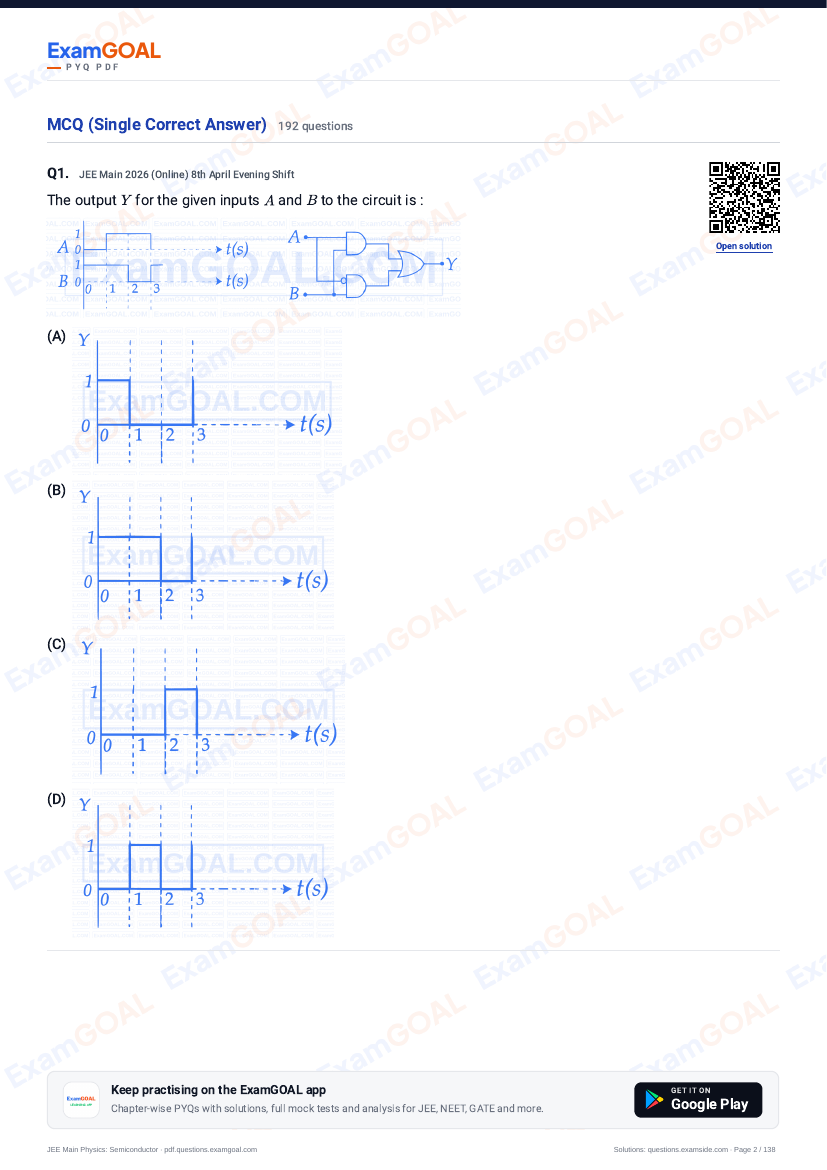 ExamGOAL
PYQ PDF
MCQ (Single Correct Answer) 192 questions
Q1. JEE Main 2026 (Online) 8th April Evening Shift
The output Y for the given inputs A and B to the circuit is :
Open solution
A 1 0 t(s)
B 1 0 0 1 2 3 t(s)
A
B
Y
(A) Y
1
0 0 1 2 3 t(s)
(B) Y
1
0 0 1 2 3 t(s)
(C) Y
1
0 0 1 2 3 t(s)
(D) Y
1
0 0 1 2 3 t(s)
ExamGOAL.COM
Keep practising on the ExamGOAL app
Chapter-wise PYQs with solutions, full mock tests and analysis for JEE, NEET, GATE and more.
GET IT ON
Google Play
JEE Main Physics: Semiconductor · pdf.questions.examgoal.com
Solutions: questions.examside.com · Page 2 / 138